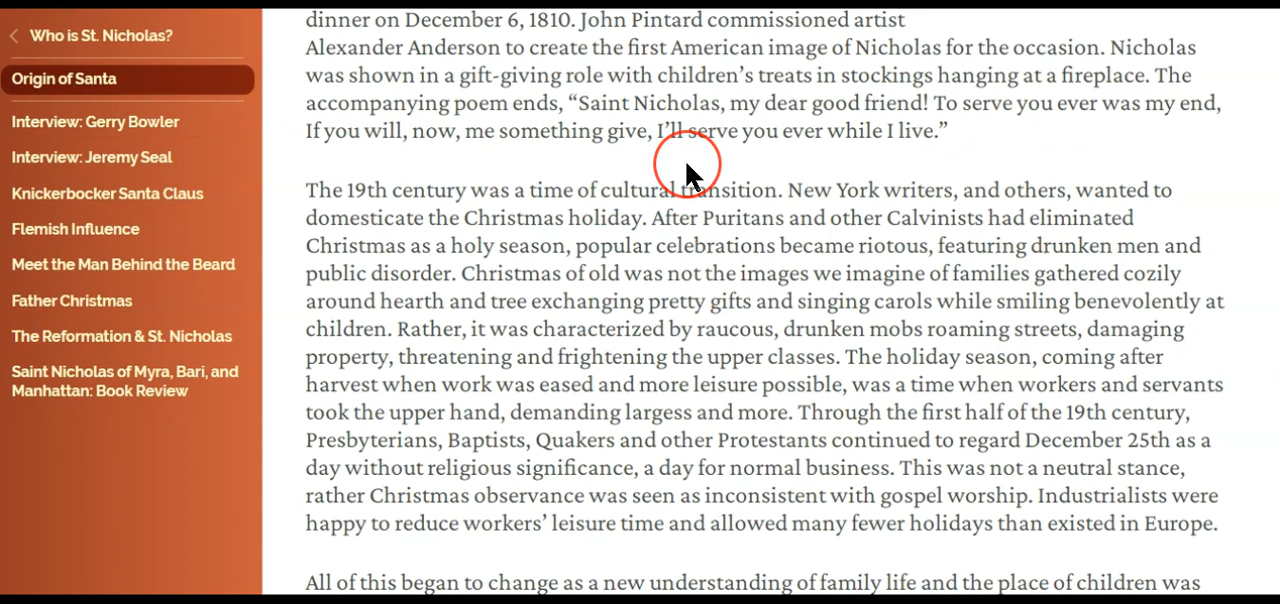 Who is St. Nicholas?
Origin of Santa
Interview: Gerry Bowler
Interview: Jeremy Seal
Knickerbocker Santa Claus
Flemish Influence
Meet the Man Behind the Beard
Father Christmas
The Reformation & St. Nicholas
Saint Nicholas of Myra, Bari, and
Manhattan: Book Review
dinner on December 6, 1810. John Pintard commissioned artist
Alexander Anderson to create the first American image of Nicholas for the occasion. Nicholas
was shown in a gift-giving role with children’s treats in stockings hanging at a fireplace. The
accompanying poem ends, “Saint Nicholas, my dear good friend! To serve you ever was my end,
If you will, now, me something give, I’ll serve you ever while I live.”
The 19th century was a time of cultural transition. New York writers, and others, wanted to
domesticate the Christmas holiday. After Puritans and other Calvinists had eliminated
Christmas as a holy season, popular celebrations became riotous, featuring drunken men and
public disorder. Christmas of old was not the images we imagine of families gathered cozily
around hearth and tree exchanging pretty gifts and singing carols while smiling benevolently at
children. Rather, it was characterized by raucous, drunken mobs roaming streets, damaging
property, threatening and frightening the upper classes. The holiday season, coming after
harvest when work was eased and more leisure possible, was a time when workers and servants
took the upper hand, demanding largess and more. Through the first half of the 19th century,
Presbyterians, Baptists, Quakers and other Protestants continued to regard December 25th as a
day without religious significance, a day for normal business. This was not a neutral stance,
rather Christmas observance was seen as inconsistent with gospel worship. Industrialists were
happy to reduce workers’ leisure time and allowed many fewer holidays than existed in Europe.
All of this began to change as a new understanding of family life and the place of children was